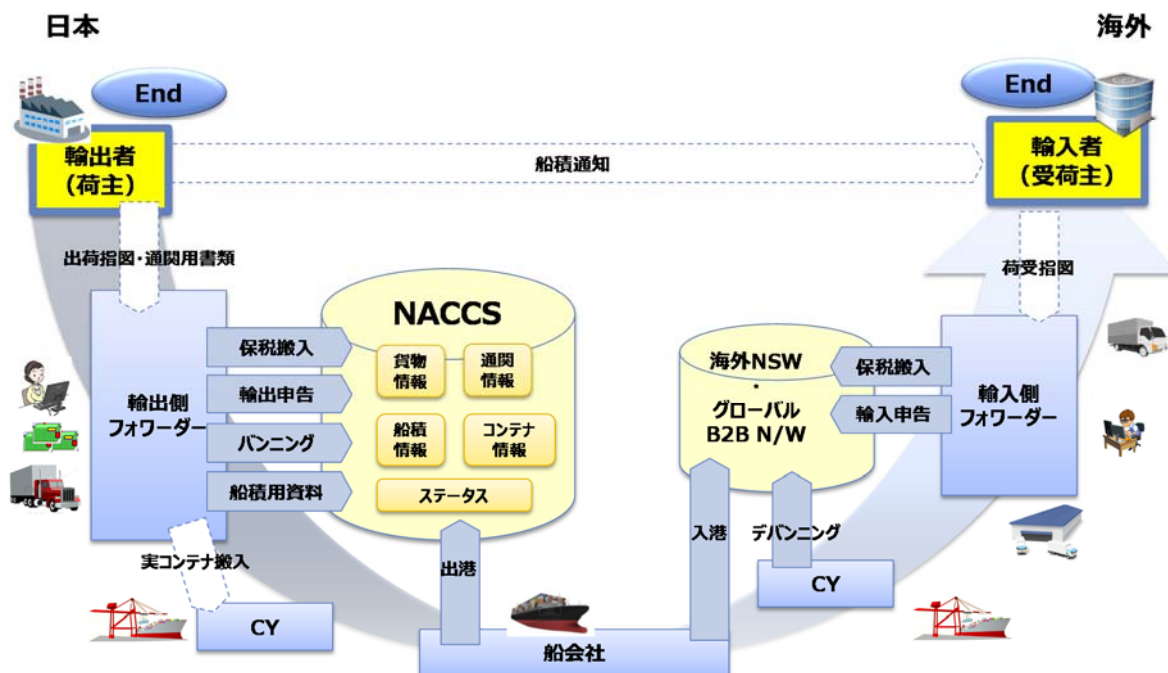 日本
海外
End
End
輸出者
（荷主）
船積通知
輸入者
（受荷主）
出荷指図・通関用書類
荷受指図
NACCS
保税搬入
輸出申告
バンニング
船積用資料
貨物
情報
通関
情報
船積
情報
コンテナ
情報
ステータス
輸出側
フォワーダー
海外NSW
・
グローバル
B2B N/W
保税搬入
輸入申告
輸入側
フォワーダー
実コンテナ搬入
出港
入港
デバンニング
CY
CY
船会社